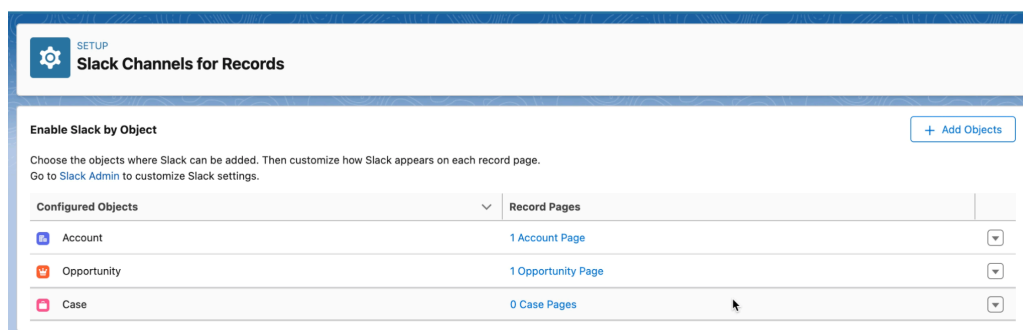 SETUP
Slack Channels for Records
Enable Slack by Object
+ Add Objects
Choose the objects where Slack can be added. Then customize how Slack appears on each record page.
Go to Slack Admin to customize Slack settings.
Configured Objects Record Pages
Account 1 Account Page
Opportunity 1 Opportunity Page
Case 0 Case Pages